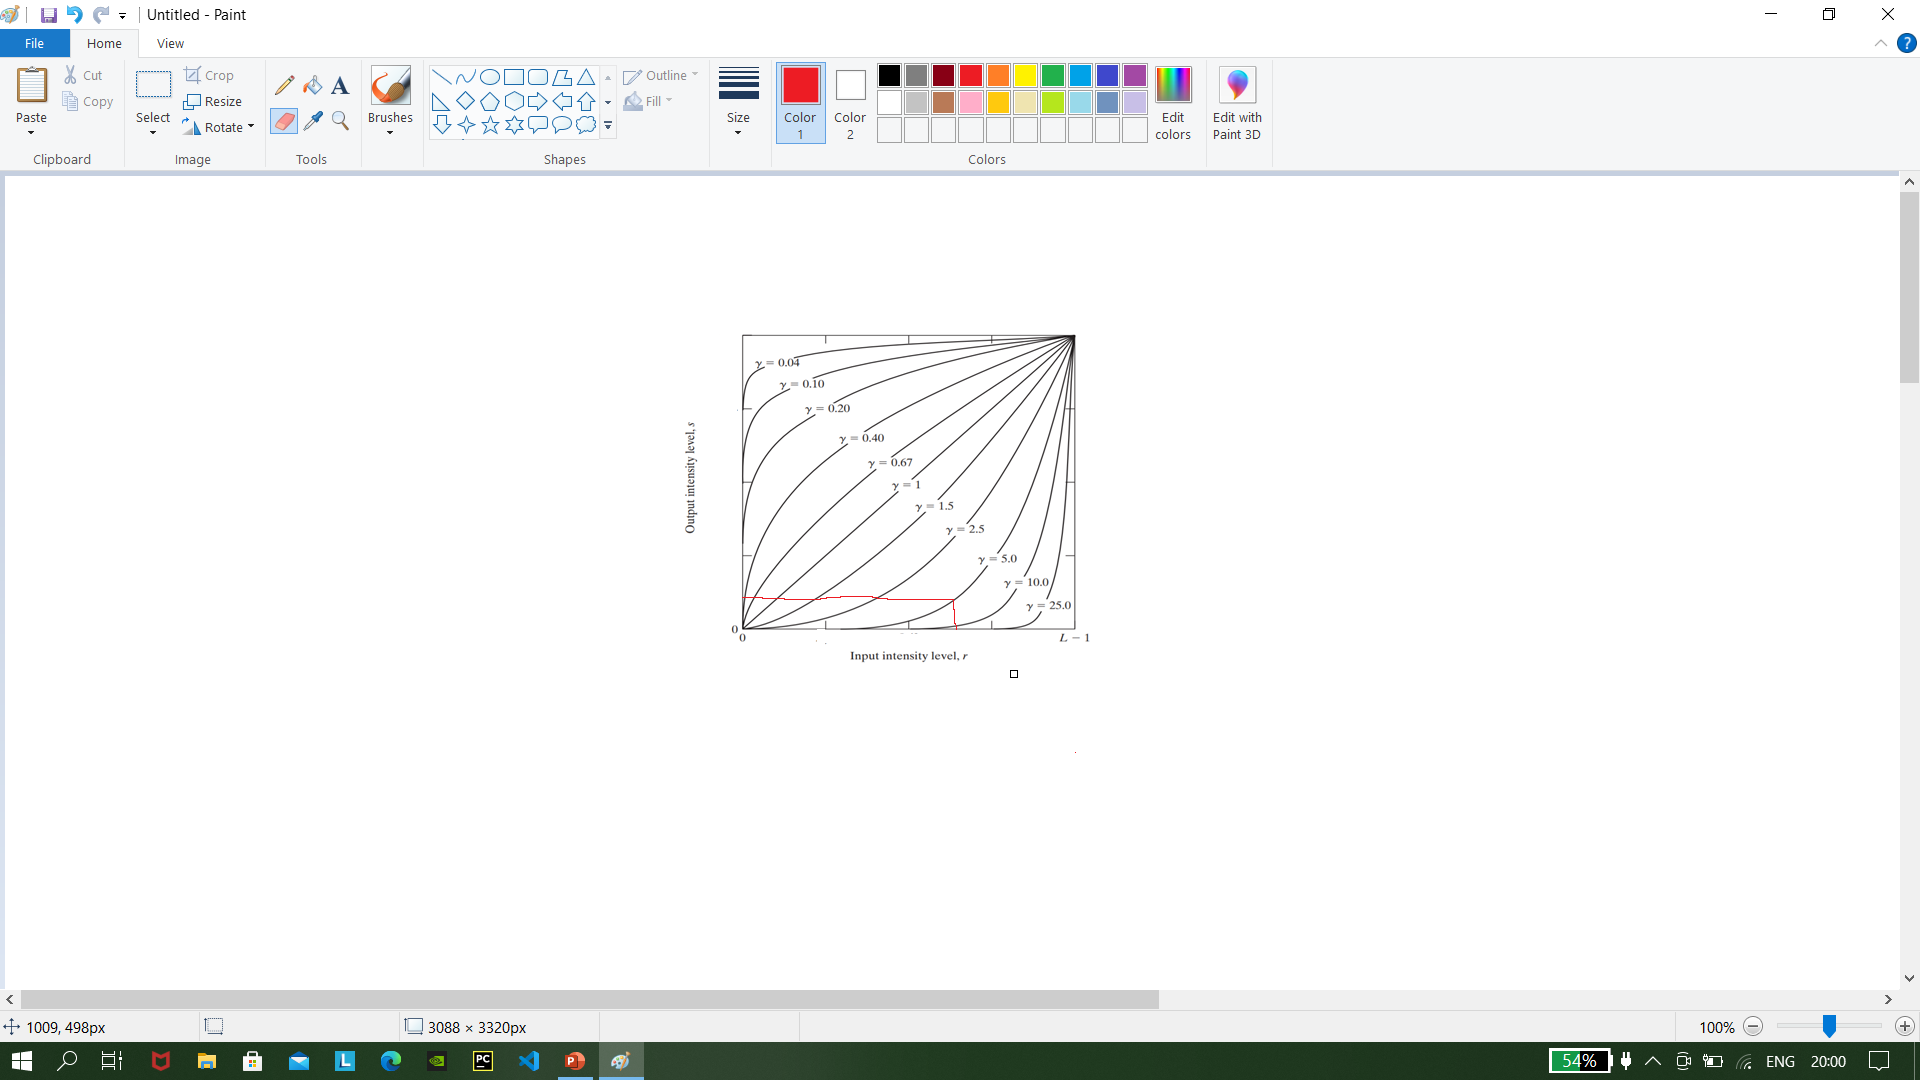 Untitled - Paint
File Home View
Paste
Cut
Copy
Clipboard
Select
Crop
Resize
Rotate
Image
Tools
Brushes
Shapes
Outline
Fill
Size
Color 1
Color 2
Colors
Edit colors
Edit with Paint 3D
γ = 0.04
γ = 0.10
γ = 0.20
γ = 0.40
γ = 0.67
γ = 1
γ = 1.5
γ = 2.5
γ = 5.0
γ = 10.0
γ = 25.0
Output intensity level, s
0
0
L − 1
Input intensity level, r
1009, 498px
3088 × 3320px
100%
54%
ENG
20:00